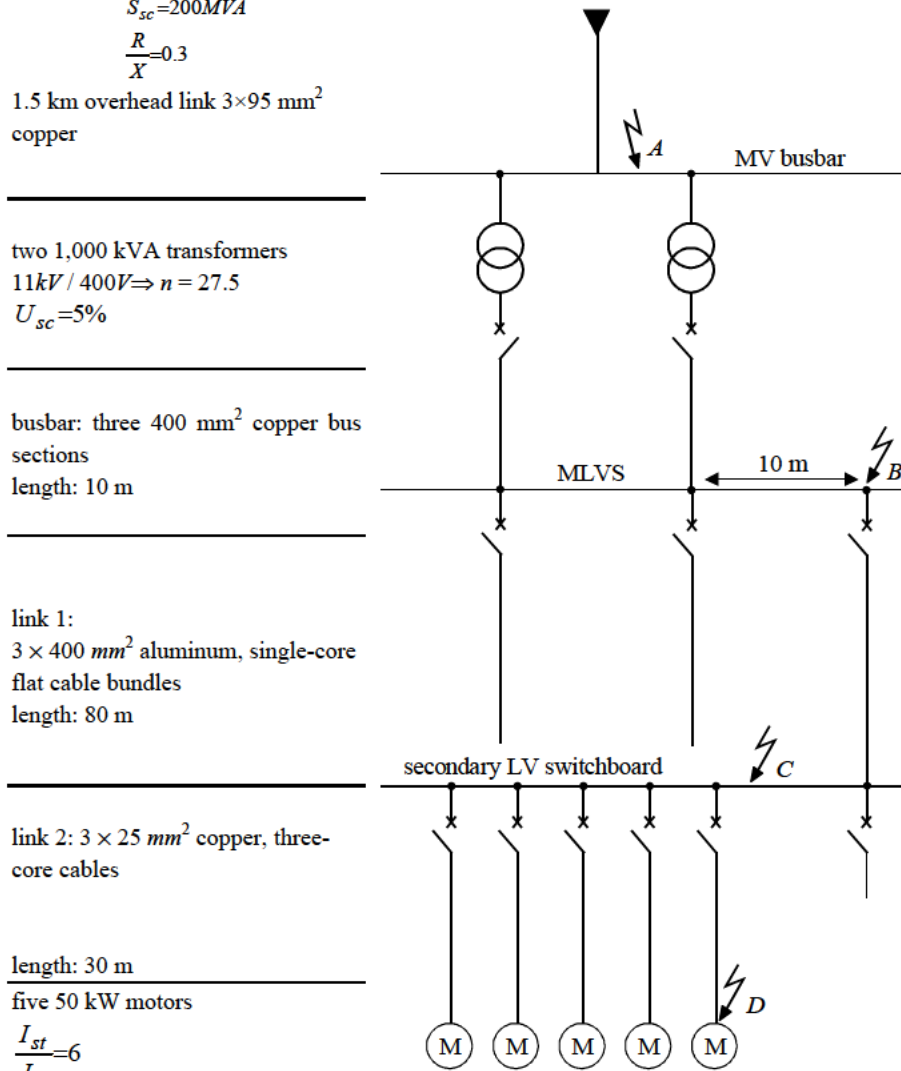 S_sc=200MVA
R/X=0.3
1.5 km overhead link 3×95 mm²
copper
A
MV busbar
two 1,000 kVA transformers
11kV / 400V⇒ n = 27.5
U_sc=5%
busbar: three 400 mm² copper bus
sections
length: 10 m
MLVS
10 m
B
link 1:
3 × 400 mm² aluminum, single-core
flat cable bundles
length: 80 m
secondary LV switchboard
C
link 2: 3 × 25 mm² copper, three-
core cables
length: 30 m
five 50 kW motors
I_st
=6
D
M M M M M